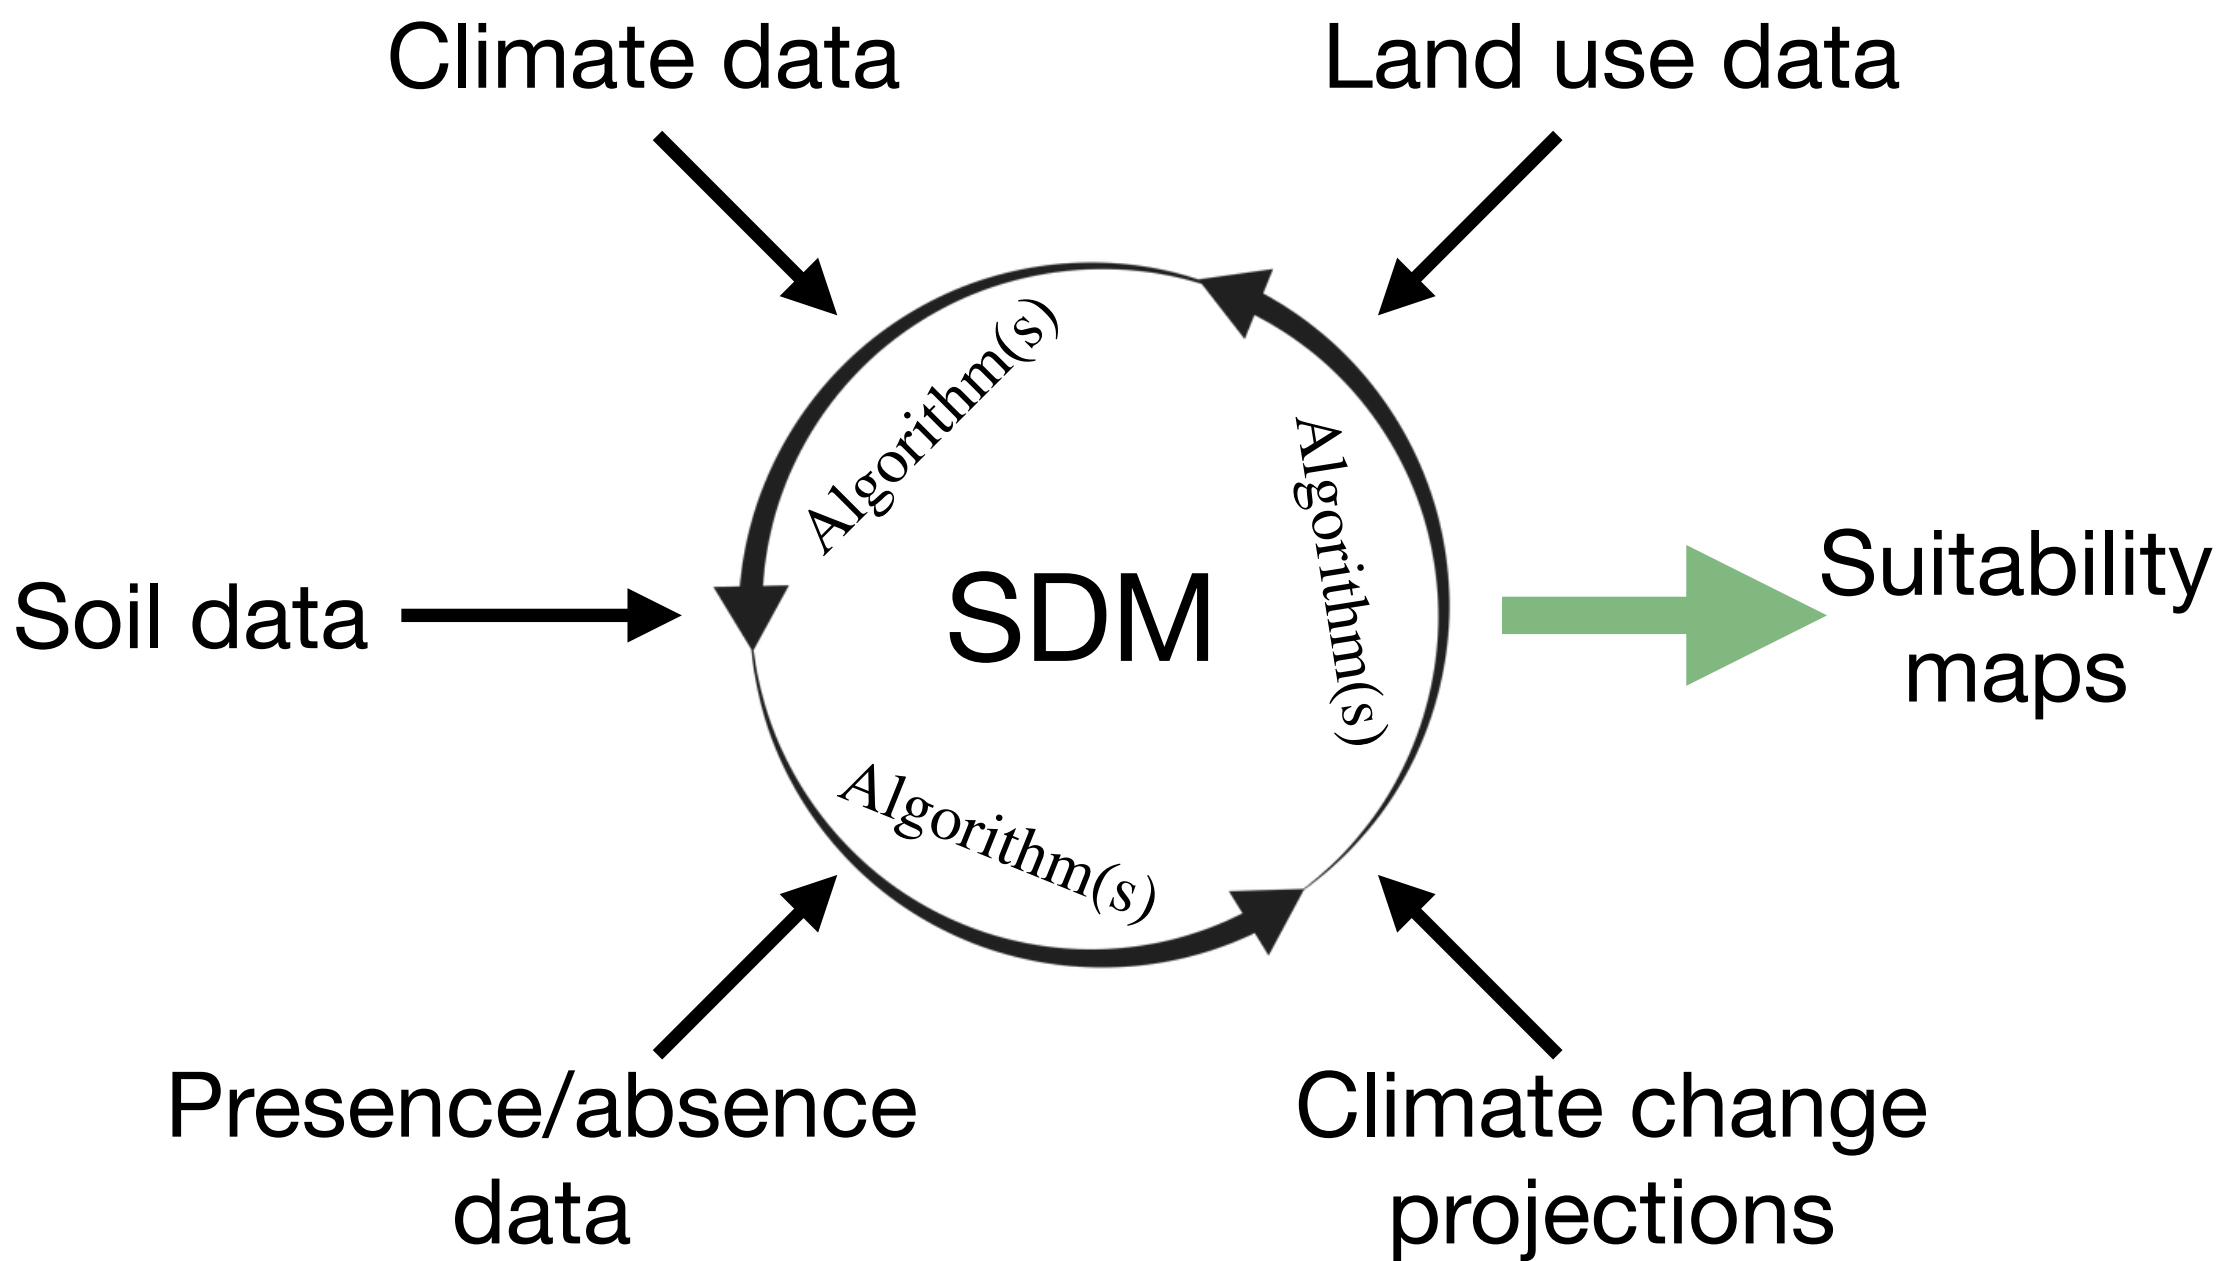 Climate data
Land use data
Algorithm(s)
Algorithm(s)
Soil data
SDM
Suitability
maps
Algorithm(s)
Presence/absence
data
Climate change
projections